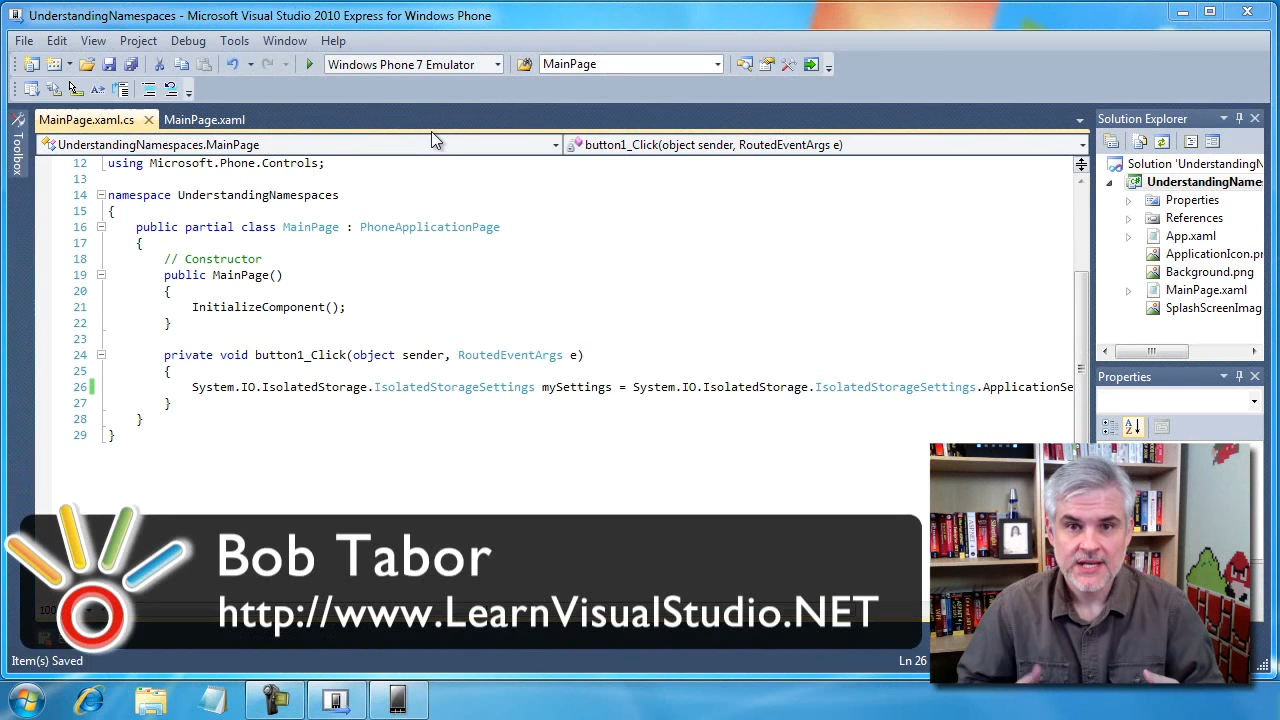 UnderstandingNamespaces - Microsoft Visual Studio 2010 Express for Windows Phone
File Edit View Project Debug Tools Window Help
Windows Phone 7 Emulator MainPage
MainPage.xaml.cs MainPage.xaml
Toolbox
UnderstandingNamespaces.MainPage button1_Click(object sender, RoutedEventArgs e)
12 using Microsoft.Phone.Controls;
13
14 namespace UnderstandingNamespaces
15 {
16 public partial class MainPage : PhoneApplicationPage
17 {
18 // Constructor
19 public MainPage()
20 {
21 InitializeComponent();
22 }
23
24 private void button1_Click(object sender, RoutedEventArgs e)
25 {
26 System.IO.IsolatedStorage.IsolatedStorageSettings mySettings = System.IO.IsolatedStorage.IsolatedStorageSettings.ApplicationSe
27 }
28 }
29 }
Solution Explorer
Solution 'UnderstandingN
UnderstandingName
Properties
References
App.xaml
ApplicationIcon.pn
Background.png
MainPage.xaml
SplashScreenImag
Properties
Bob Tabor
http://www.LearnVisualStudio.NET
100
Item(s) Saved Ln 26